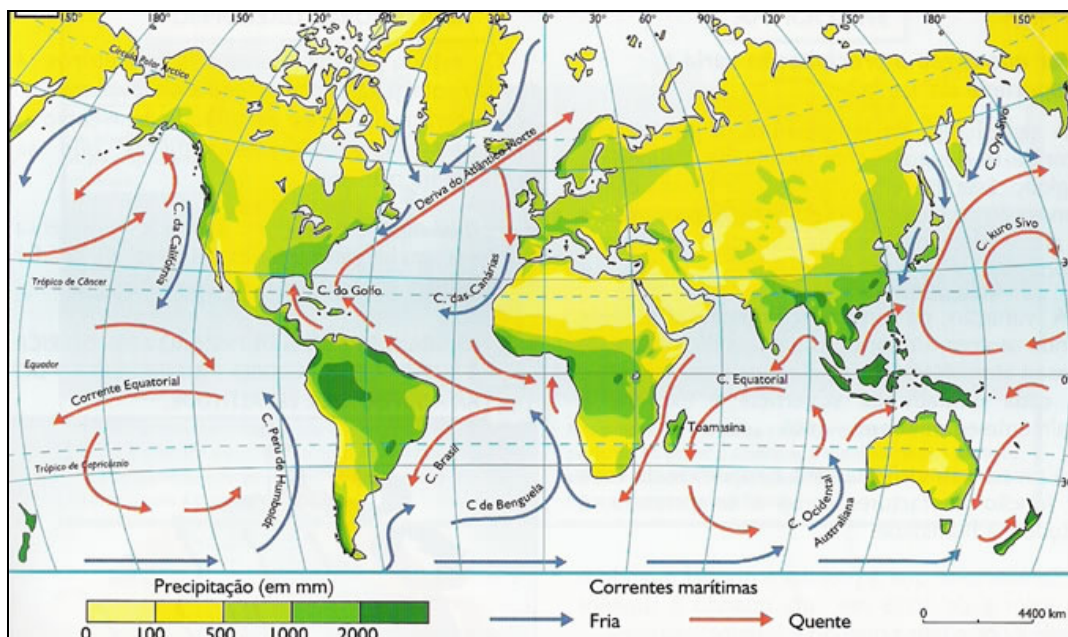 150° 180° 150° 120° 90° 30° 0° 30° 60° 90° 120° 150° 180° 150°
Círculo Polar Árctico
C. Oya Sivo
Deriva do Atlântico Norte
C. da Califórnia
C. kuro Sivo
Trópico de Câncer
C. do Golfo
C. das Canárias
Equador
Corrente Equatorial
C. Equatorial
C. Peru de Humboldt
Toamasina
C. Brasil
Trópico de Capricórnio
C de Benguela
C. Ocidental
Australiana
Precipitação (em mm)
0 100 500 1000 2000
Correntes marítimas
Fria
Quente
0 4400 km